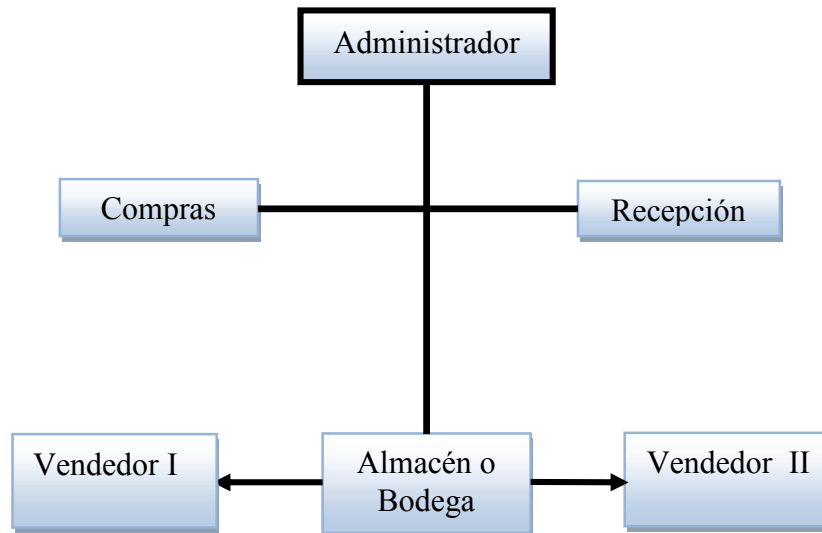 Administrador
Compras
Recepción
Vendedor I
Almacén o
Bodega
Vendedor II